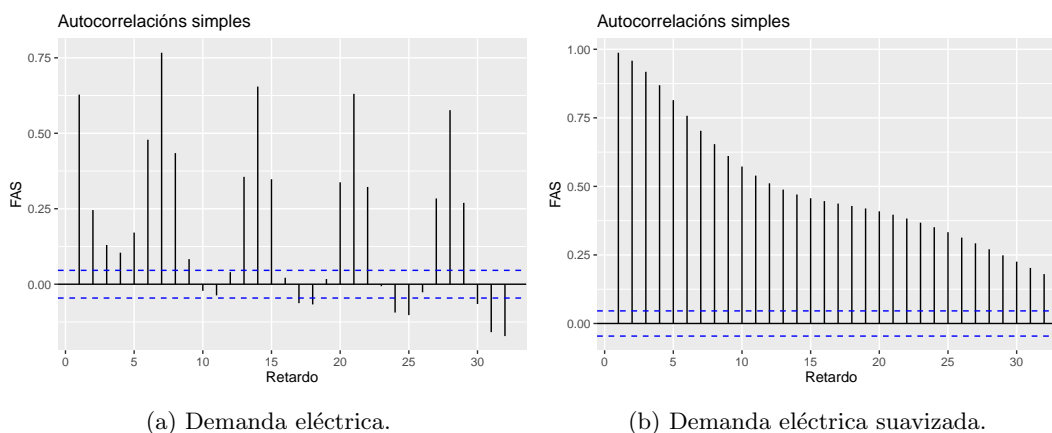 Autocorrelacións simples
0.75
0.50
0.25
0.00
FAS
0 5 10 15 20 25 30
Retardo
(a) Demanda eléctrica.
Autocorrelacións simples
1.00
0.75
0.50
0.25
0.00
FAS
0 5 10 15 20 25 30
Retardo
(b) Demanda eléctrica suavizada.